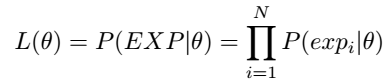 L(θ) = P(EXP|θ) = ∏_{i=1}^{N} P(exp_i|θ)